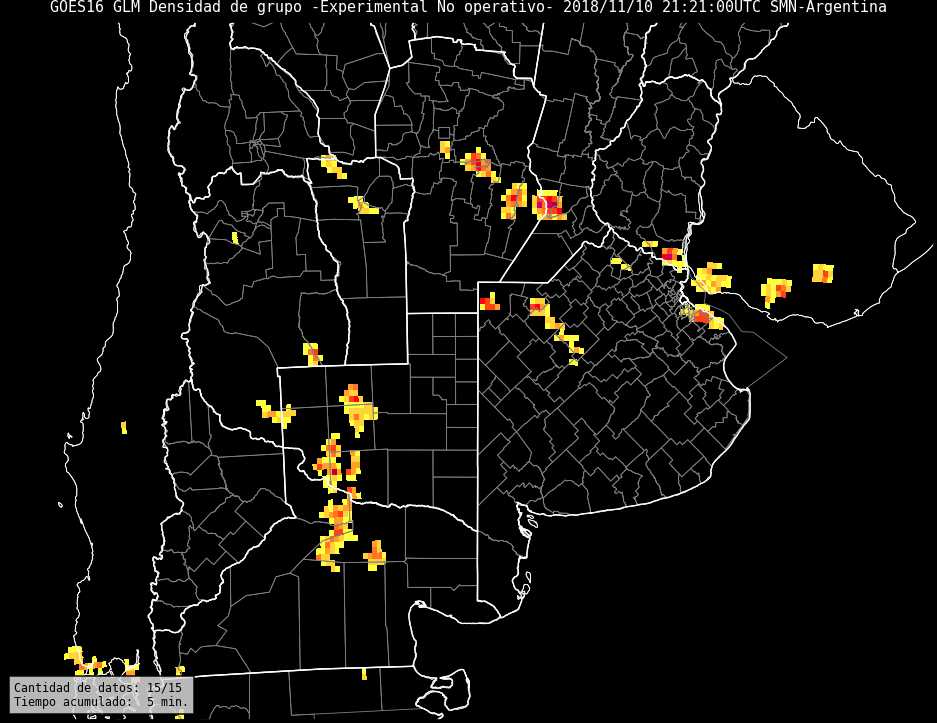 GOES16 GLM Densidad de grupo -Experimental No operativo- 2018/11/10 21:21:00UTC SMN-Argentina
Cantidad de datos: 15/15
Tiempo acumulado:  5 min.